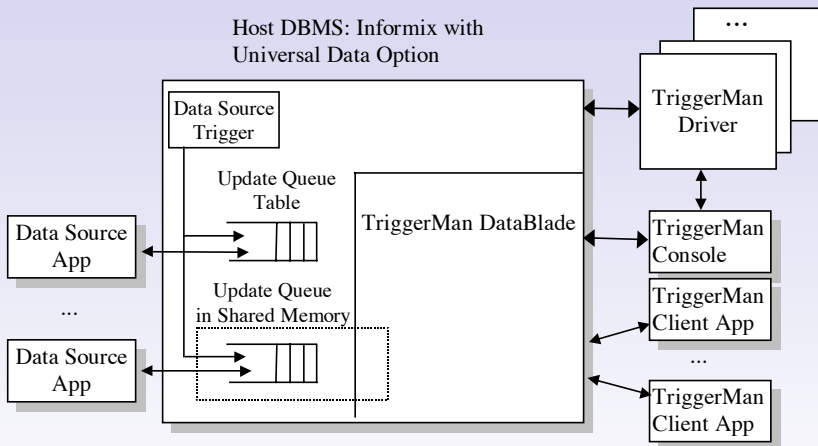 Host DBMS: Informix with
Universal Data Option
Data Source
Trigger
Update Queue
Table
TriggerMan DataBlade
Update Queue
in Shared Memory
Data Source
App
...
Data Source
App
...
TriggerMan
Driver
TriggerMan
Console
TriggerMan
Client App
...
TriggerMan
Client App